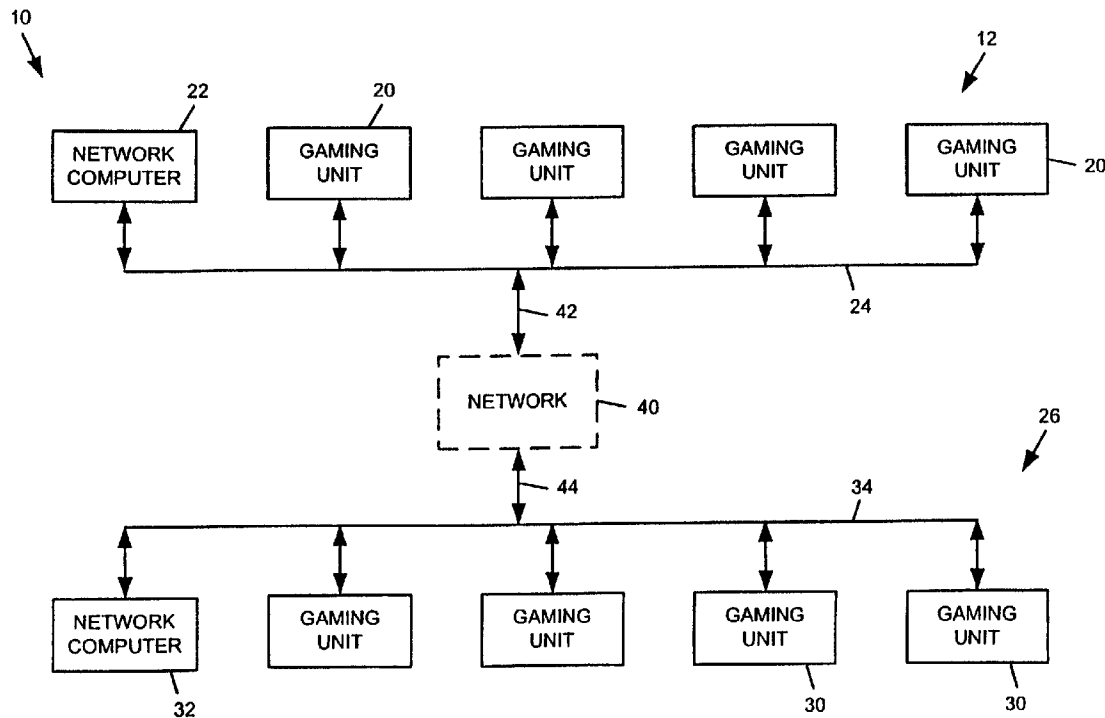 10
12
22
20
NETWORK
COMPUTER
GAMING
UNIT
GAMING
UNIT
GAMING
UNIT
GAMING
UNIT
20
24
42
NETWORK
40
26
44
34
NETWORK
COMPUTER
GAMING
UNIT
GAMING
UNIT
GAMING
UNIT
GAMING
UNIT
32
30
30